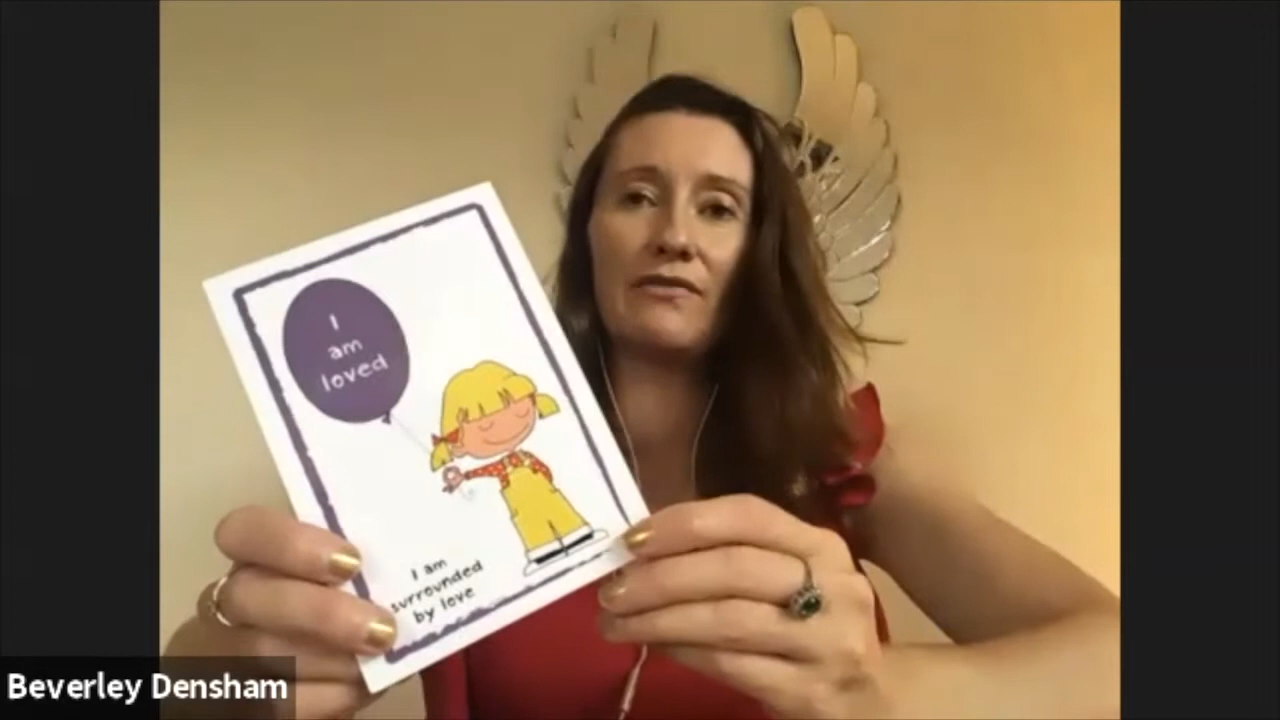 I
am
loved
I am
surrounded
by love
Beverley Densham